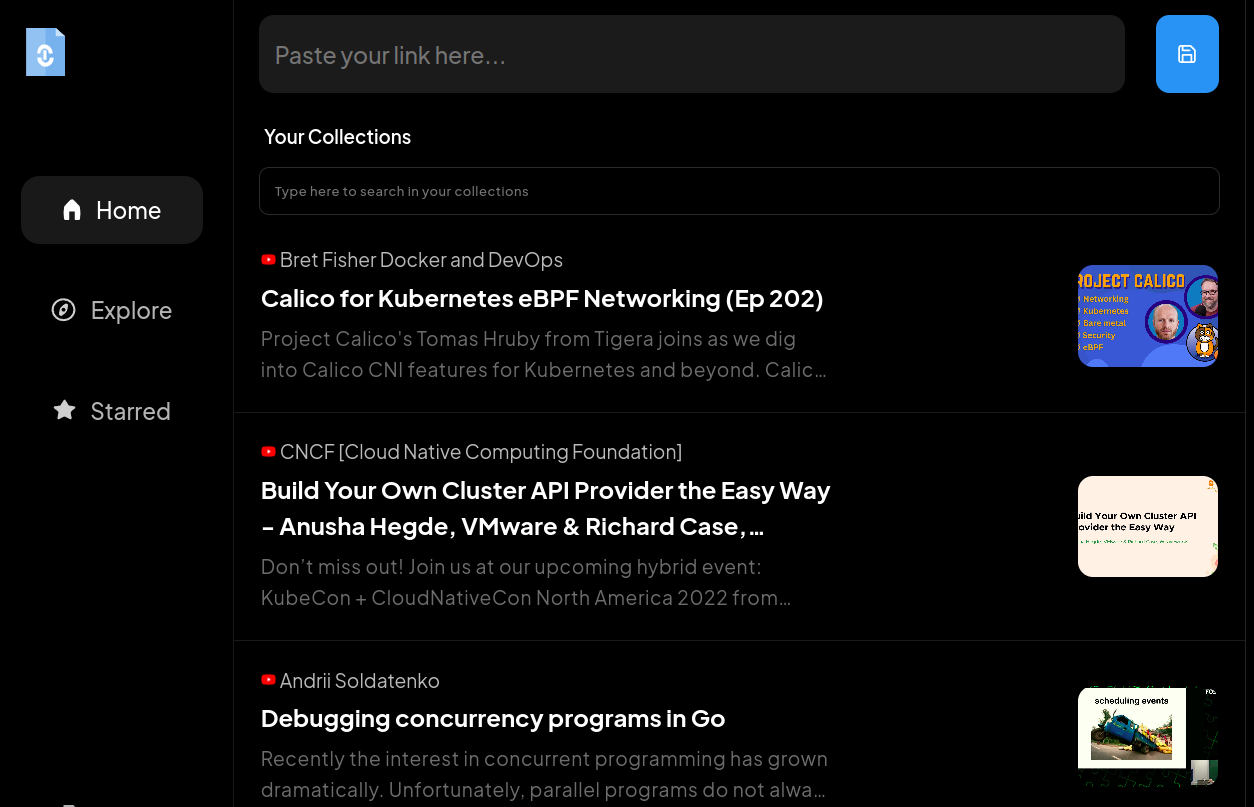 Paste your link here...
Your Collections
Type here to search in your collections
Home
Explore
Starred
Bret Fisher Docker and DevOps
Calico for Kubernetes eBPF Networking (Ep 202)
Project Calico's Tomas Hruby from Tigera joins as we dig
into Calico CNI features for Kubernetes and beyond. Calic…
ROJECT CALICO
Networking
Kubernetes
Bare metal
Security
eBPF
CNCF [Cloud Native Computing Foundation]
Build Your Own Cluster API Provider the Easy Way
- Anusha Hegde, VMware & Richard Case,…
Don’t miss out! Join us at our upcoming hybrid event:
KubeCon + CloudNativeCon North America 2022 from…
uild Your Own Cluster API
ovider the Easy Way
Andrii Soldatenko
Debugging concurrency programs in Go
Recently the interest in concurrent programming has grown
dramatically. Unfortunately, parallel programs do not alwa…
scheduling events